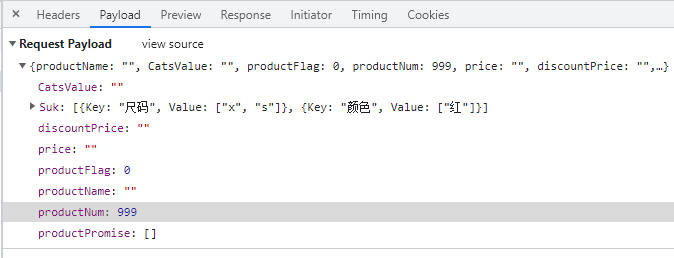 × Headers Payload Preview Response Initiator Timing Cookies
▼Request Payload view source
▼{productName: "", CatsValue: "", productFlag: 0, productNum: 999, price: "", discountPrice: "",…}
CatsValue: ""
▶Suk: [{Key: "尺码", Value: ["x", "s"]}, {Key: "颜色", Value: ["红"]}]
discountPrice: ""
price: ""
productFlag: 0
productName: ""
productNum: 999
productPromise: []